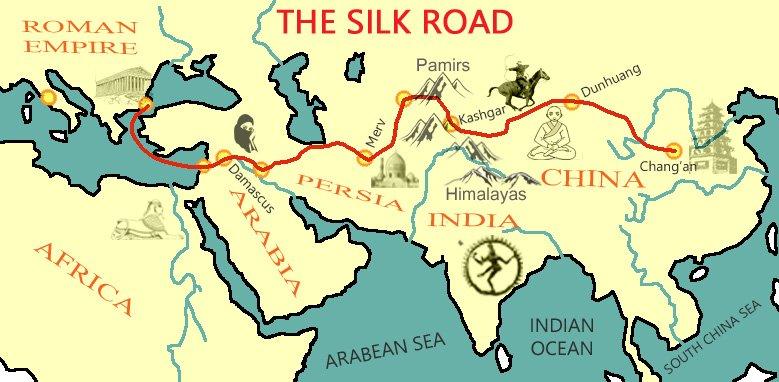 THE SILK ROAD
ROMAN
EMPIRE
Pamirs
Dunhuang
Kashgar
Merv
Chang'an
Damascus
PERSIA
Himalayas
CHINA
ARABIA
INDIA
AFRICA
ARABEAN SEA
INDIAN
OCEAN
SOUTH CHINA SEA